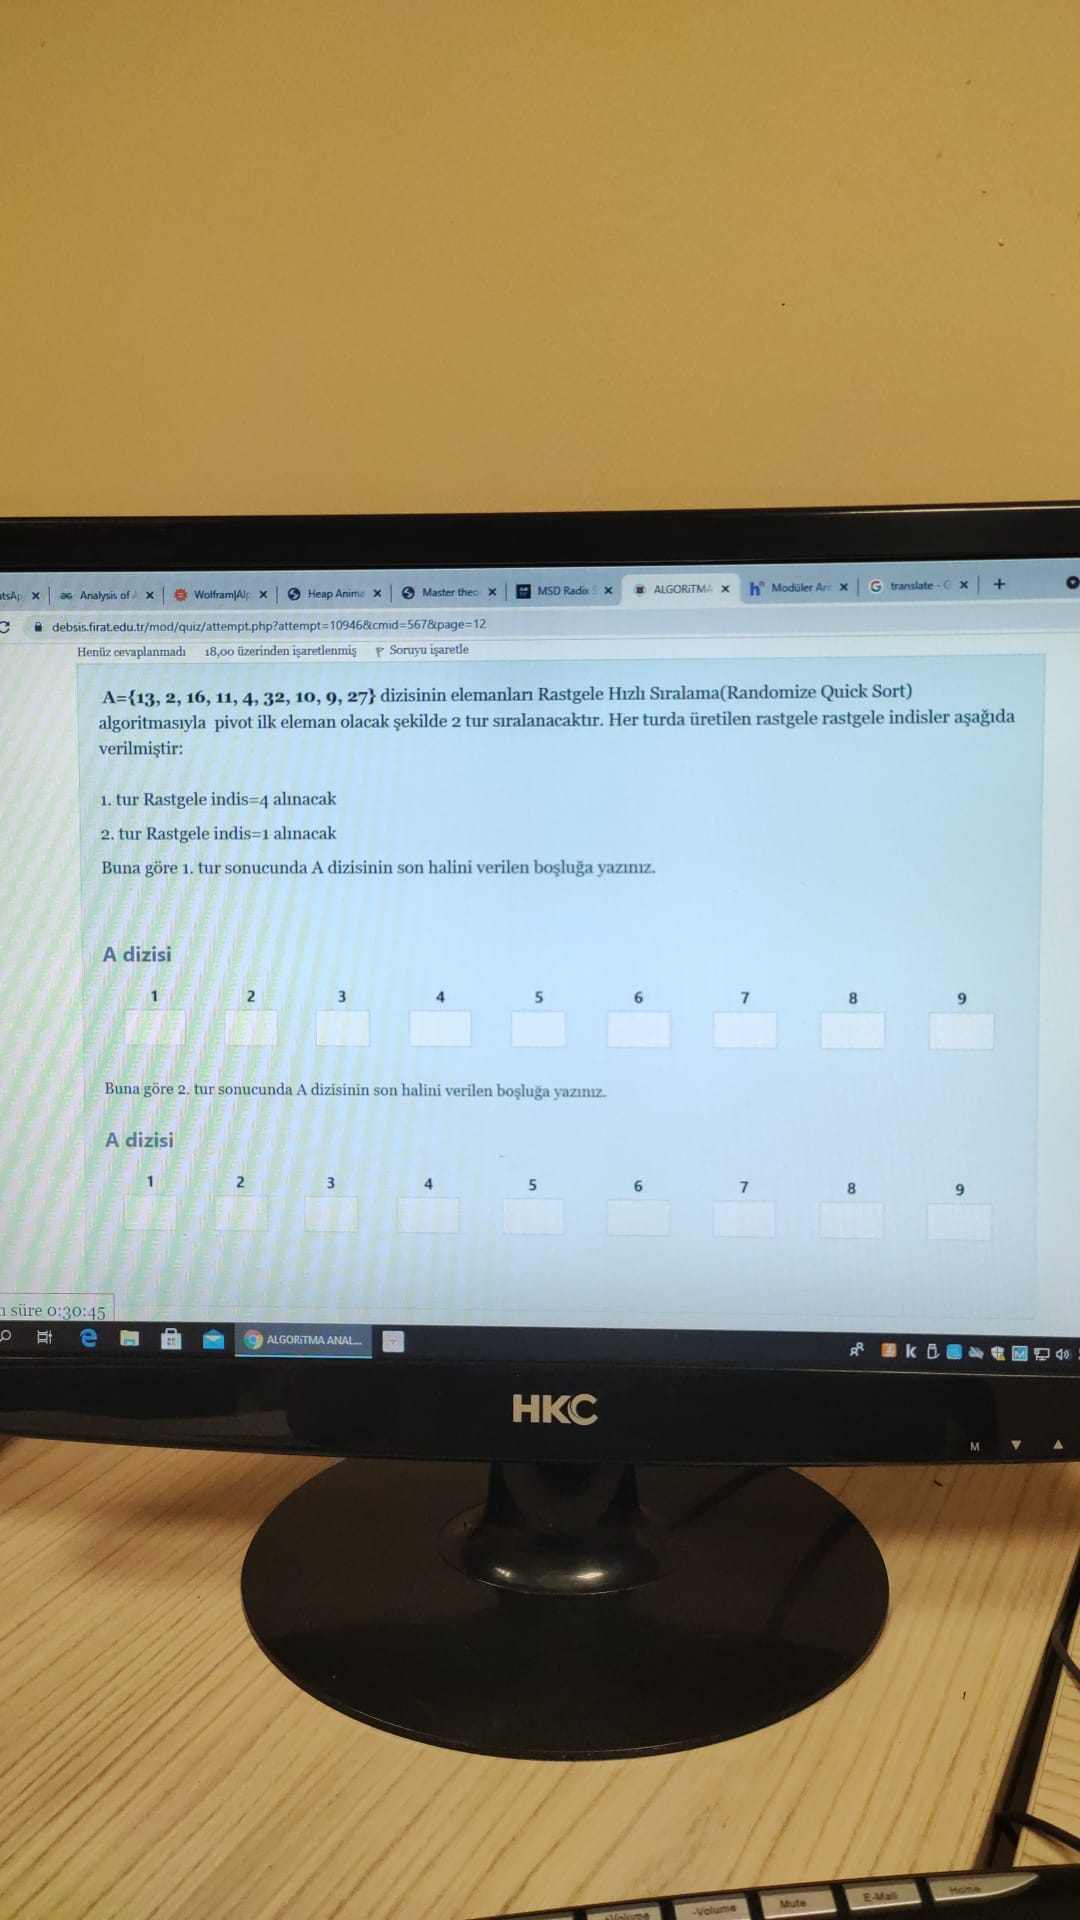 Analysis of A
Wolfram|Alp
Heap Anima
Master theo
MSD Radix S
ALGORİTMA
Modüler Ari
translate - G
debsis.firat.edu.tr/mod/quiz/attempt.php?attempt=10946&cmid=567&page=12
Henüz cevaplanmadı 18,00 üzerinden işaretlenmiş Soruyu işaretle
A={13, 2, 16, 11, 4, 32, 10, 9, 27} dizisinin elemanları Rastgele Hızlı Sıralama(Randomize Quick Sort)
algoritmasıyla pivot ilk eleman olacak şekilde 2 tur sıralanacaktır. Her turda üretilen rastgele rastgele indisler aşağıda
verilmiştir:
1. tur Rastgele indis=4 alınacak
2. tur Rastgele indis=1 alınacak
Buna göre 1. tur sonucunda A dizisinin son halini verilen boşluğa yazınız.
A dizisi
1 2 3 4 5 6 7 8 9
Buna göre 2. tur sonucunda A dizisinin son halini verilen boşluğa yazınız.
A dizisi
1 2 3 4 5 6 7 8 9
süre 0:30:45
ALGORİTMA ANAL...
HKC
M
-Volume
Mute
E-Mail
Home